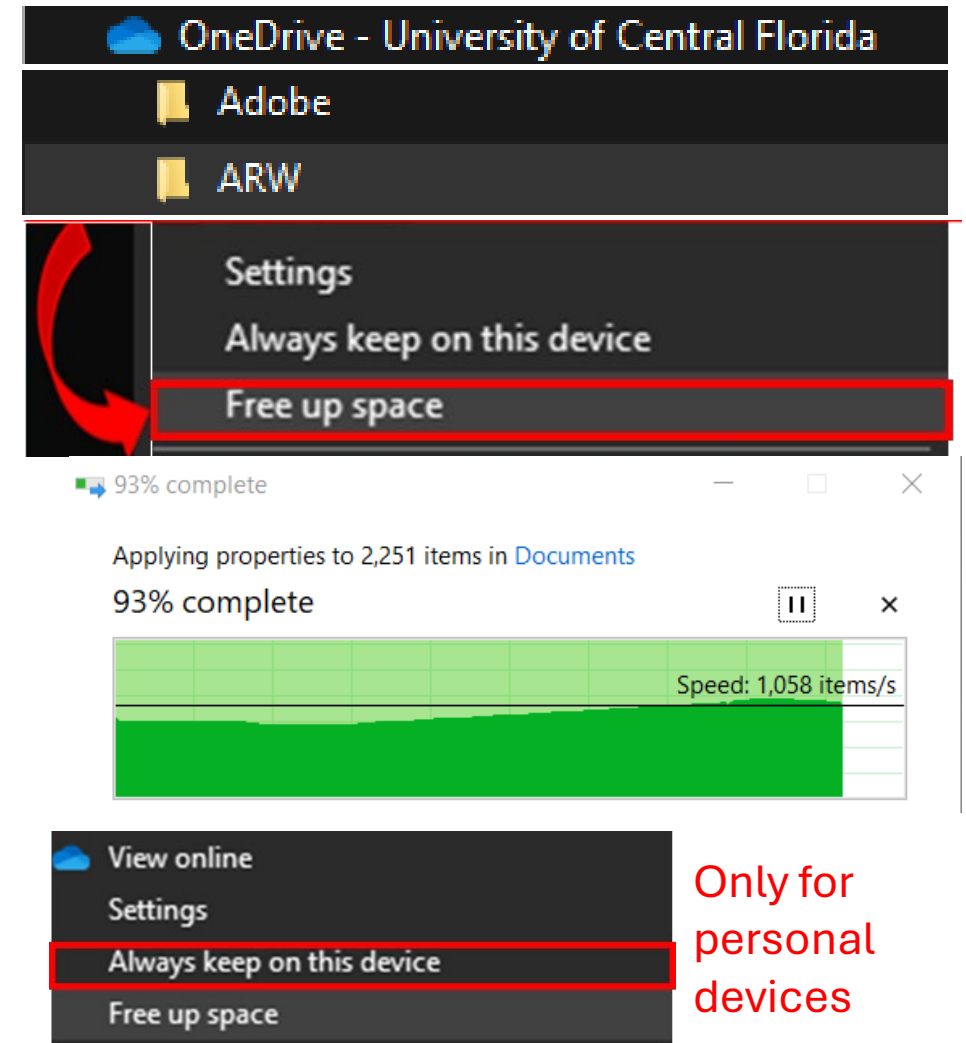 OneDrive - University of Central Florida
Adobe
ARW
Settings
Always keep on this device
Free up space
93% complete
Applying properties to 2,251 items in Documents
93% complete
Speed: 1,058 items/s
View online
Settings
Always keep on this device
Free up space
Only for
personal
devices